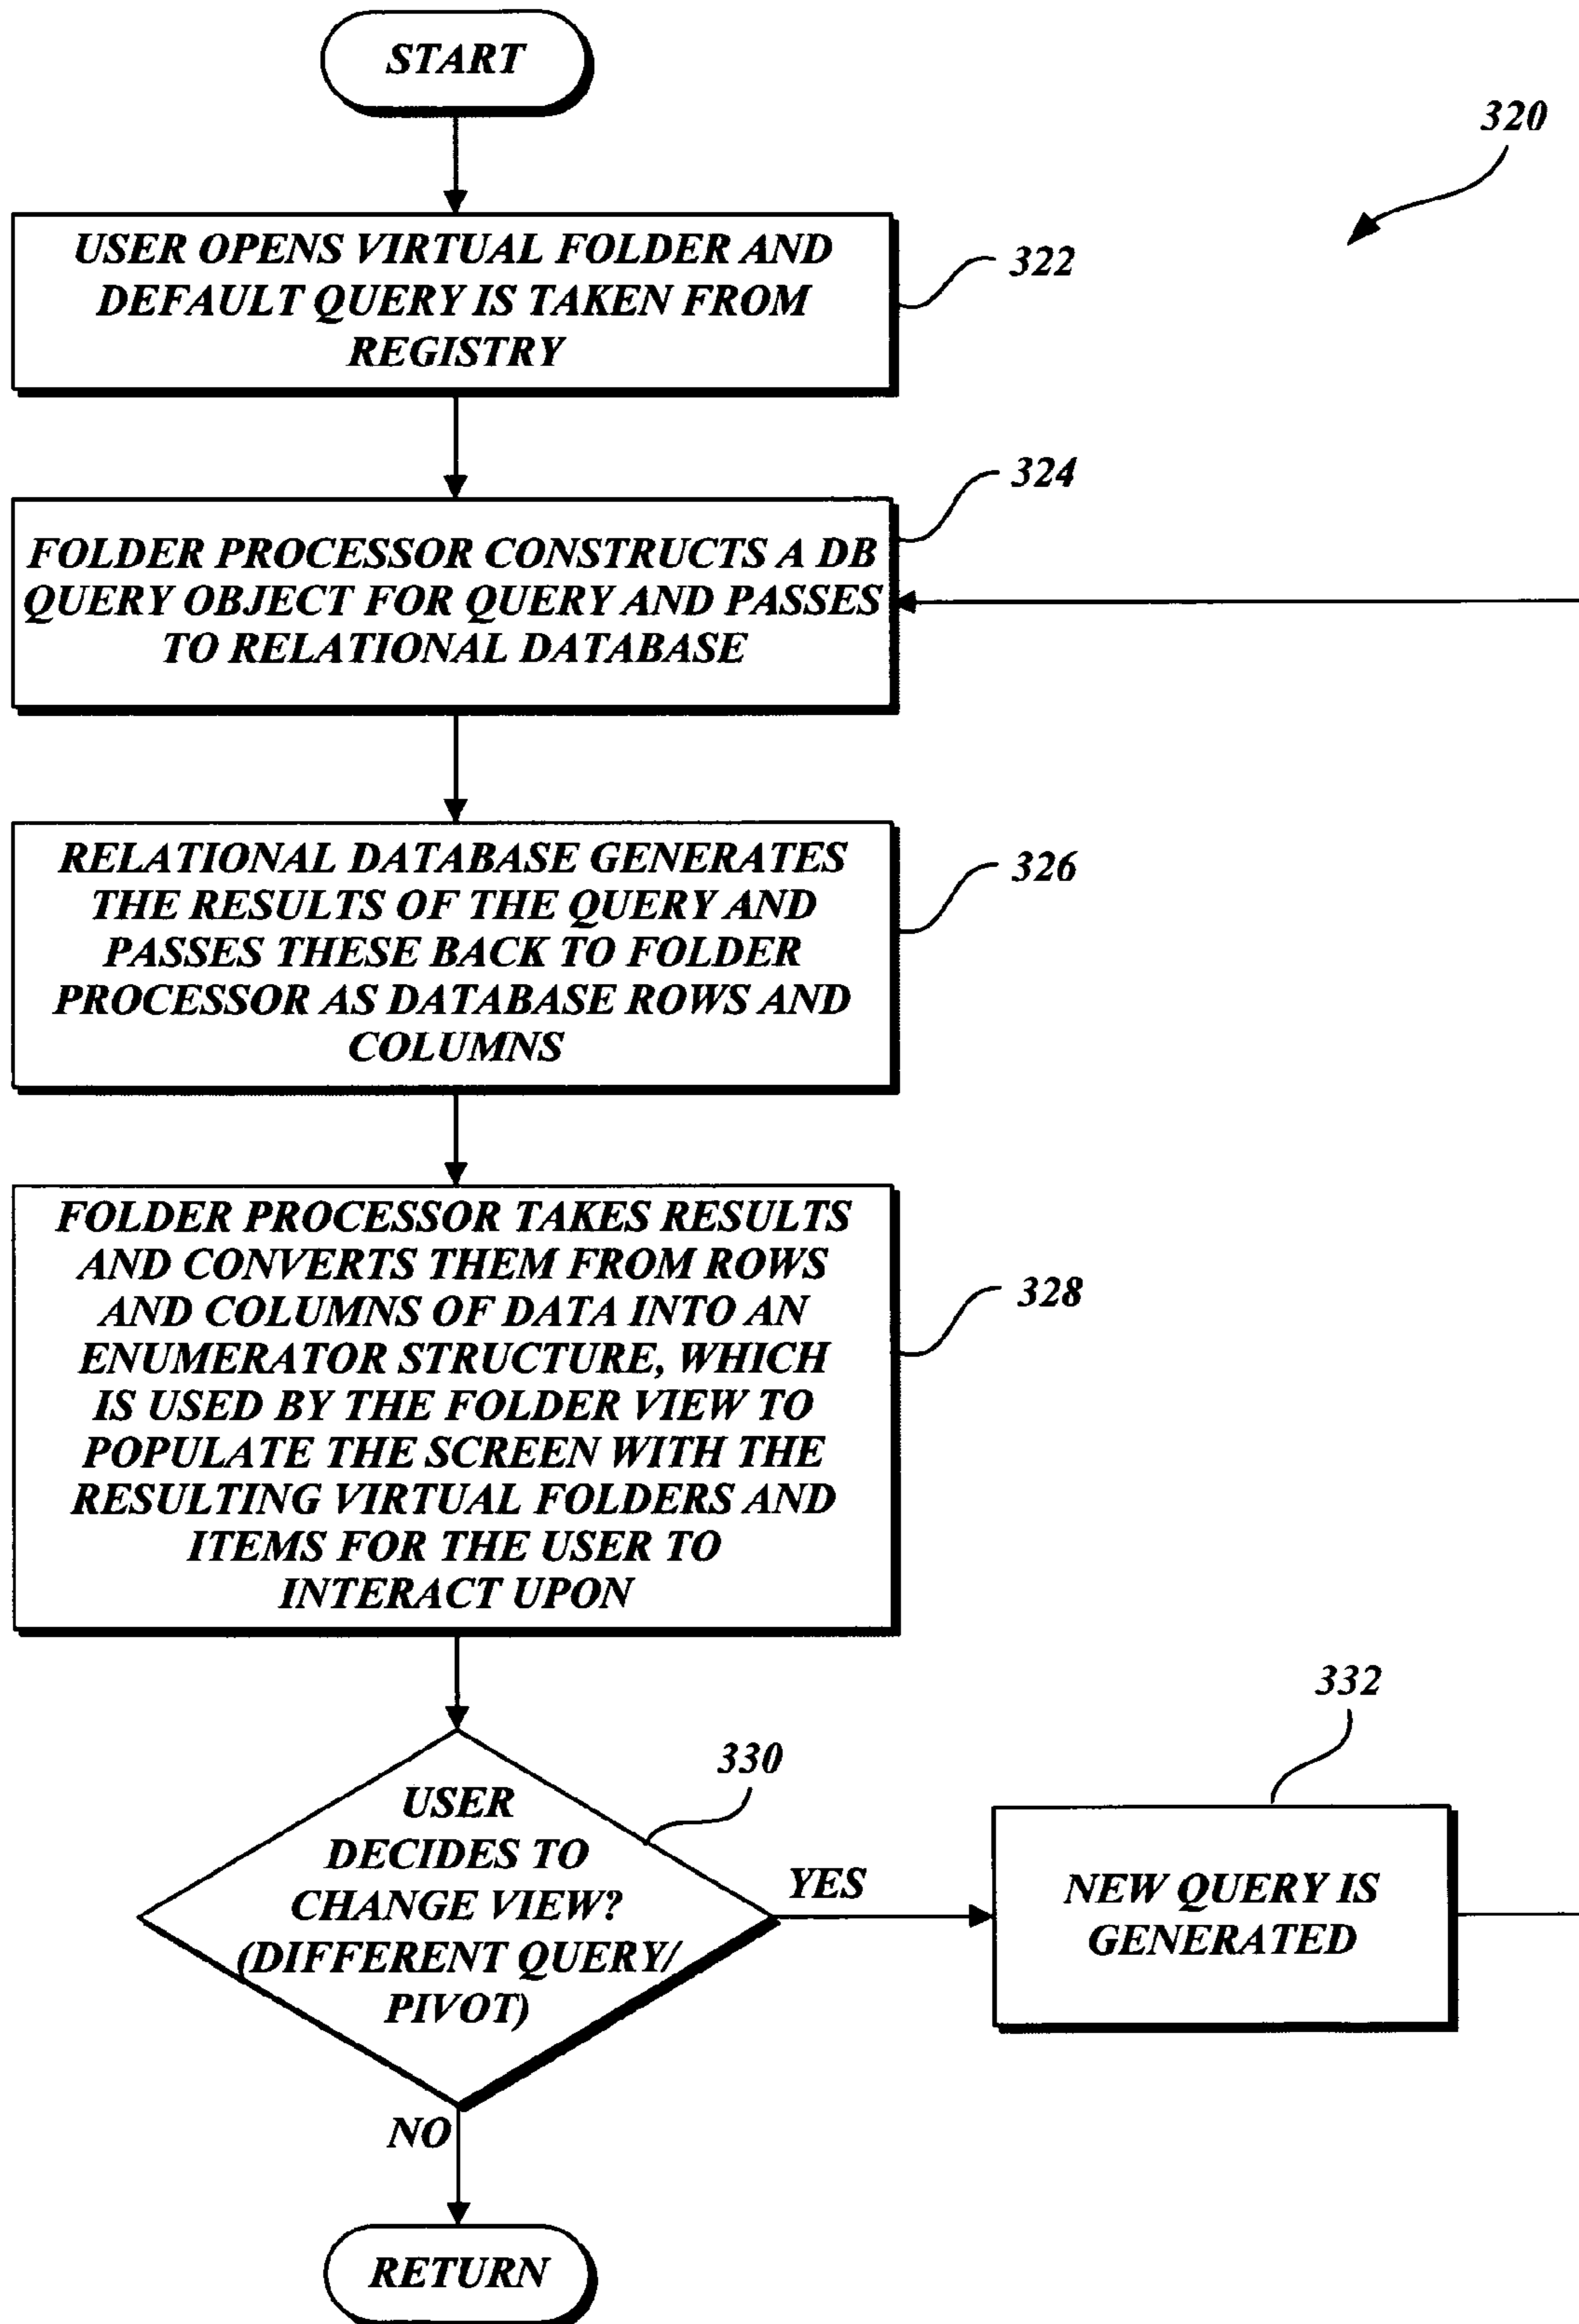 START
320
USER OPENS VIRTUAL FOLDER AND
DEFAULT QUERY IS TAKEN FROM
REGISTRY
322
324
FOLDER PROCESSOR CONSTRUCTS A DB
QUERY OBJECT FOR QUERY AND PASSES
TO RELATIONAL DATABASE
RELATIONAL DATABASE GENERATES
THE RESULTS OF THE QUERY AND
PASSES THESE BACK TO FOLDER
PROCESSOR AS DATABASE ROWS AND
COLUMNS
326
FOLDER PROCESSOR TAKES RESULTS
AND CONVERTS THEM FROM ROWS
AND COLUMNS OF DATA INTO AN
ENUMERATOR STRUCTURE, WHICH
IS USED BY THE FOLDER VIEW TO
POPULATE THE SCREEN WITH THE
RESULTING VIRTUAL FOLDERS AND
ITEMS FOR THE USER TO
INTERACT UPON
328
330
USER
DECIDES TO
CHANGE VIEW?
(DIFFERENT QUERY/
PIVOT)
YES
332
NEW QUERY IS
GENERATED
NO
RETURN